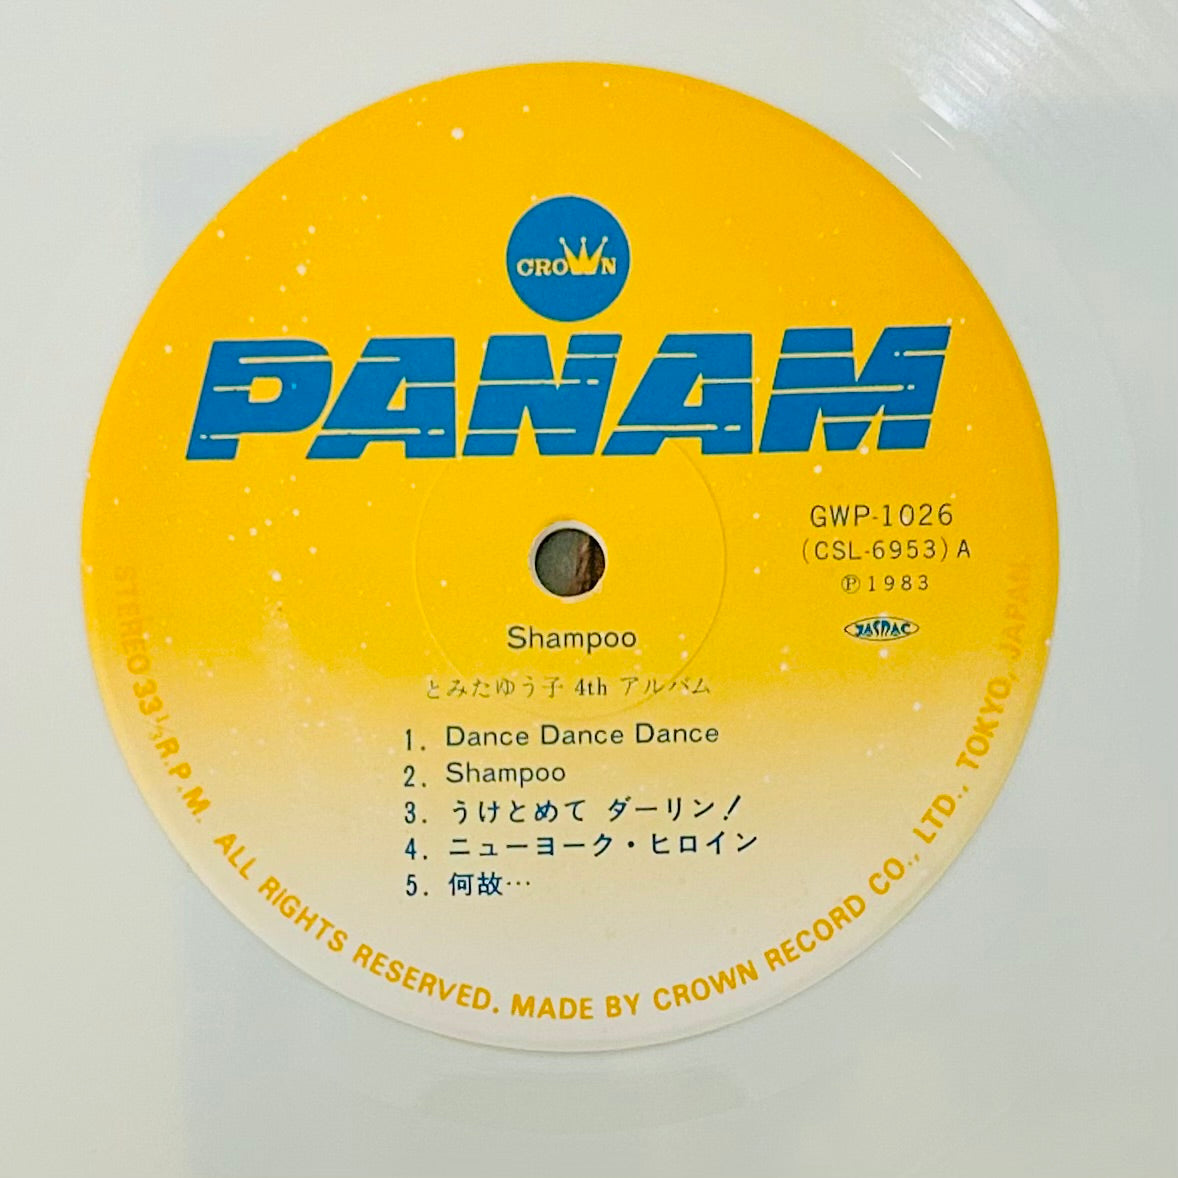 CROWN
PANAM
GWP-1026
(CSL-6953) A
Ⓟ1983
JASRAC
Shampoo
とみたゆう子 4th アルバム
1. Dance Dance Dance
2. Shampoo
3. うけとめて ダーリン!
4. ニューヨーク・ヒロイン
5. 何故…
STEREO 33⅓ R.P.M. ALL RIGHTS RESERVED. MADE BY CROWN RECORD CO., LTD., TOKYO, JAPAN